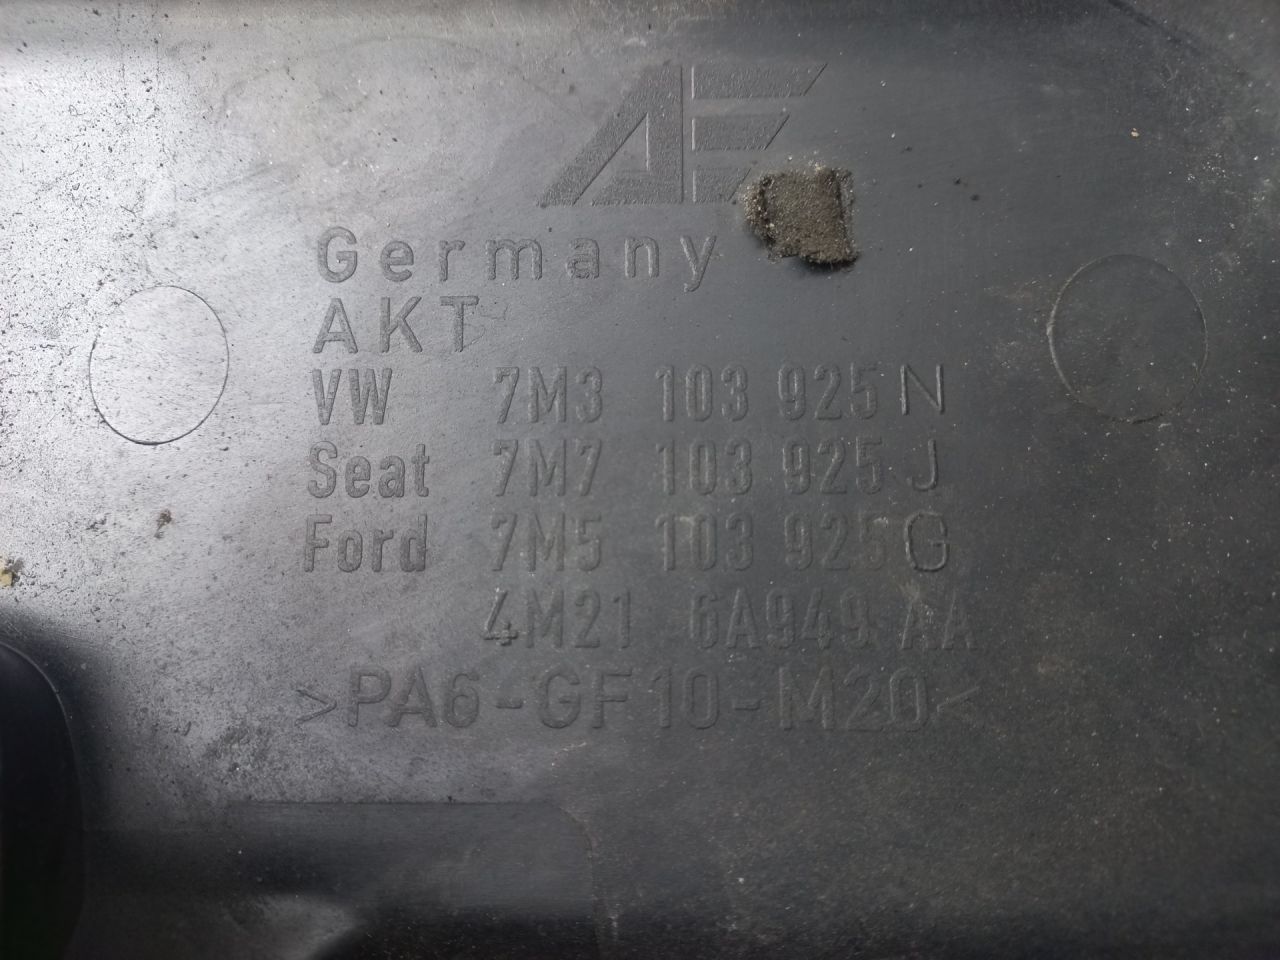 AE
Germany
AKT
VW 7M3 103 925 N
Seat 7M7 103 925 J
Ford 7M5 103 925 G
4M21 6A949 AA
>PA6-GF10-M20<